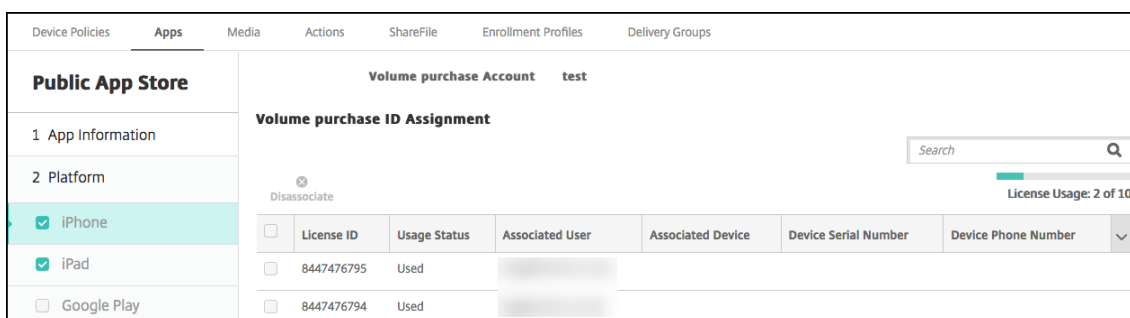 Device Policies Apps Media Actions ShareFile Enrollment Profiles Delivery Groups
Public App Store
Volume purchase Account test
Volume purchase ID Assignment
1 App Information
Search
2 Platform
Disassociate
License Usage: 2 of 10
iPhone
License ID Usage Status Associated User Associated Device Device Serial Number Device Phone Number
iPad
8447476795 Used
Google Play
8447476794 Used